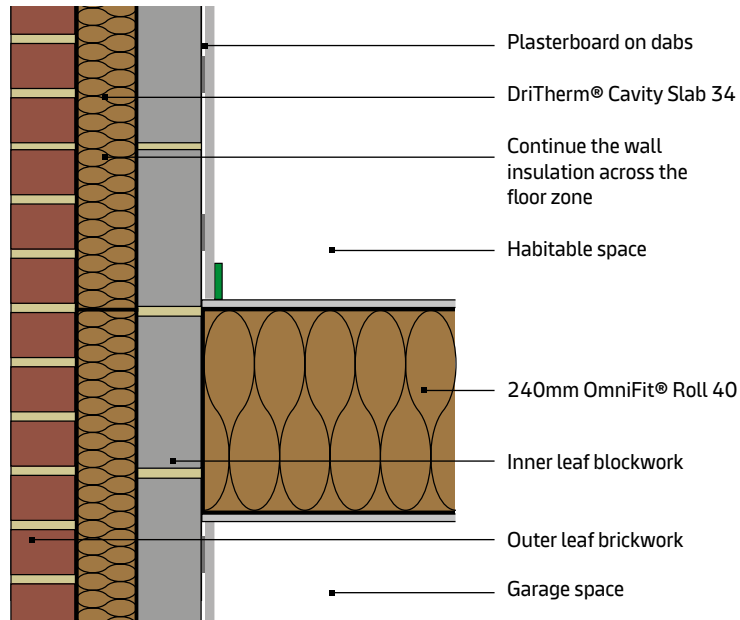 Plasterboard on dabs
DriTherm® Cavity Slab 34
Continue the wall
insulation across the
floor zone
Habitable space
240mm OmniFit® Roll 40
Inner leaf blockwork
Outer leaf brickwork
Garage space